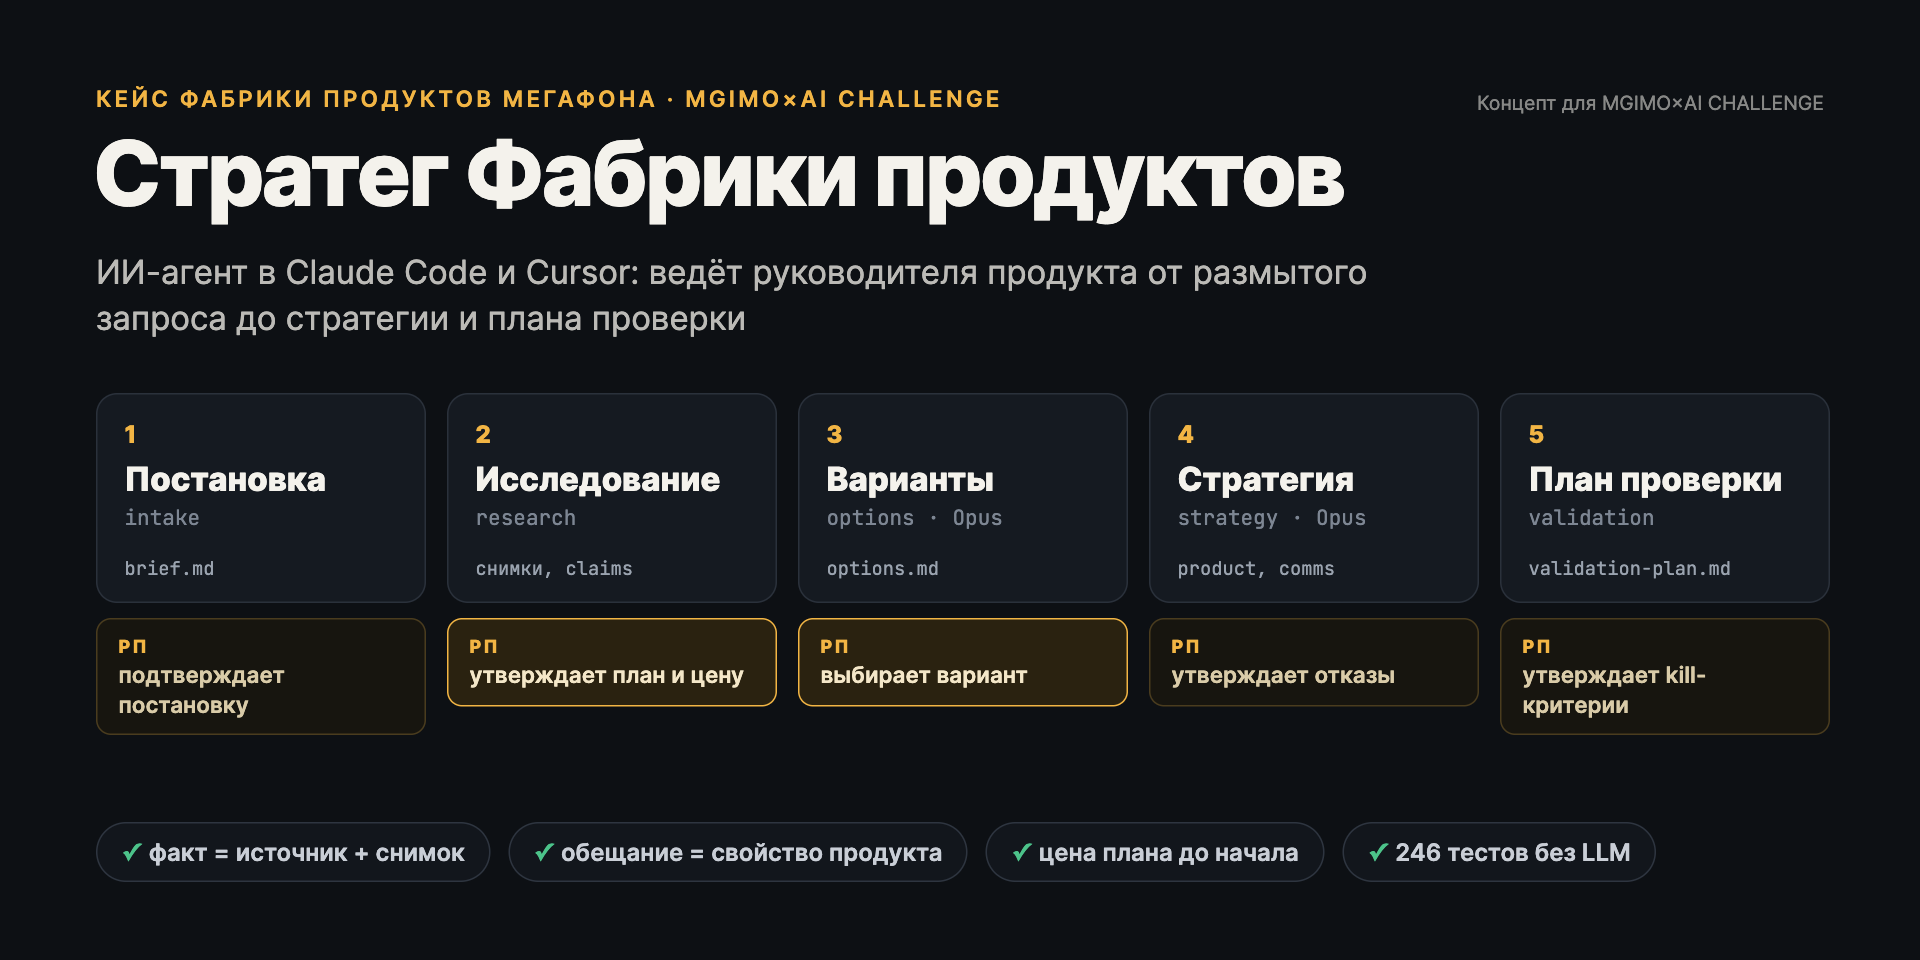 КЕЙС ФАБРИКИ ПРОДУКТОВ МЕГАФОНА · MGIMO×AI CHALLENGE
Концепт для MGIMO×AI CHALLENGE
Стратег Фабрики продуктов
ИИ-агент в Claude Code и Cursor: ведёт руководителя продукта от размытого
запроса до стратегии и плана проверки
1
Постановка
intake
brief.md
РП
подтверждает
постановку
2
Исследование
research
снимки, claims
РП
утверждает план и цену
3
Варианты
options · Opus
options.md
РП
выбирает вариант
4
Стратегия
strategy · Opus
product, comms
РП
утверждает отказы
5
План проверки
validation
validation-plan.md
РП
утверждает kill-
критерии
✓ факт = источник + снимок
✓ обещание = свойство продукта
✓ цена плана до начала
✓ 246 тестов без LLM